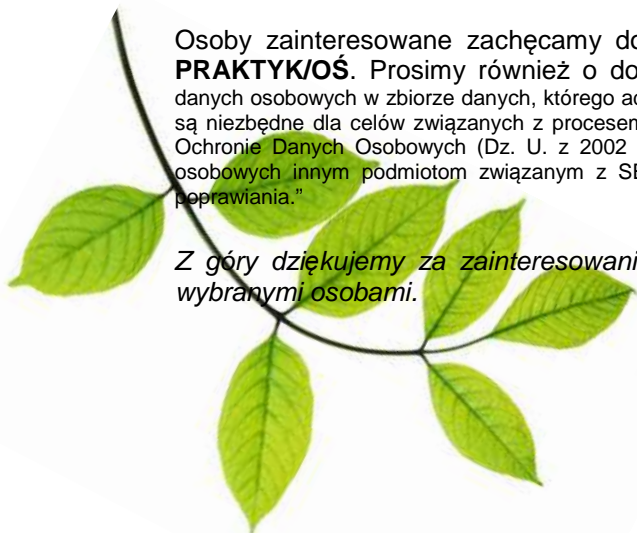 Osoby zainteresowane zachęcamy do
PRAKTYK/OŚ. Prosimy również o do
danych osobowych w zbiorze danych, którego ad
są niezbędne dla celów związanych z procesem
Ochronie Danych Osobowych (Dz. U. z 2002
osobowych innym podmiotom związanym z SE
poprawiania.”
Z góry dziękujemy za zainteresowani
wybranymi osobami.